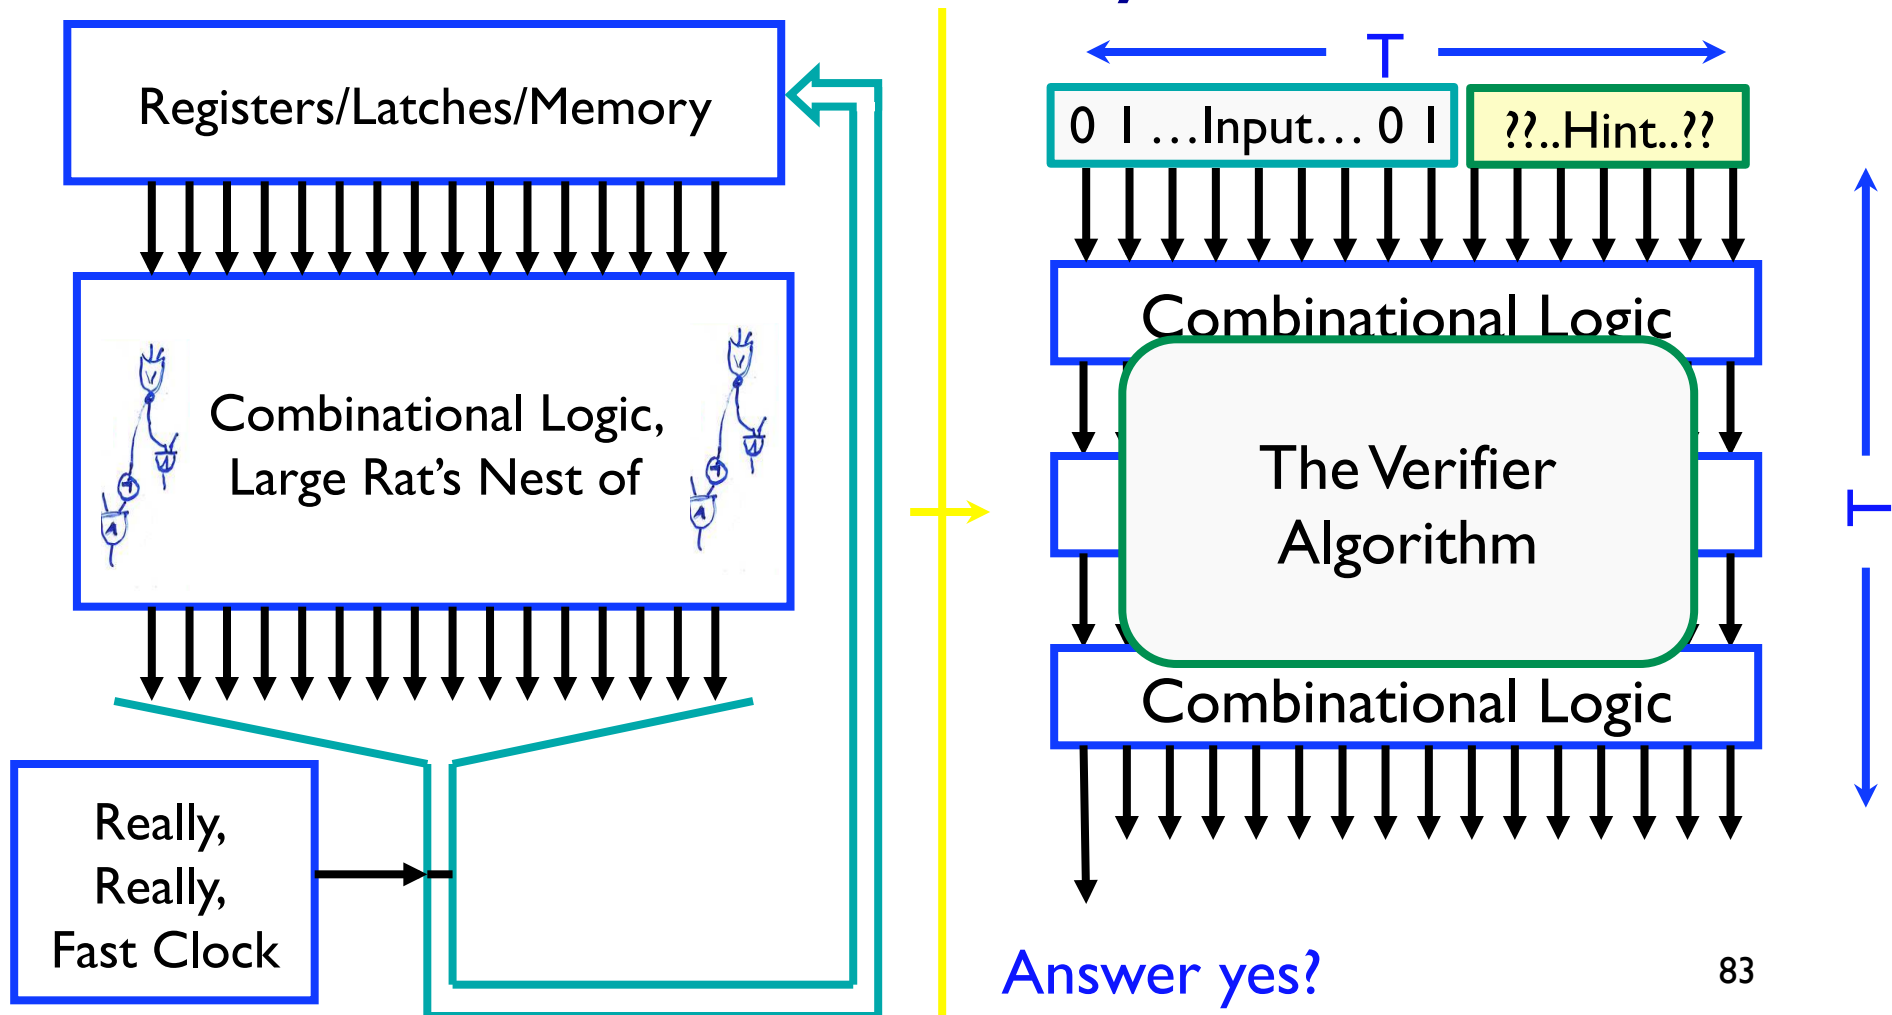 Registers/Latches/Memory
Combinational Logic,
Large Rat's Nest of
Really,
Really,
Fast Clock
T
0 1 …Input… 0 1
??..Hint..??
Combinational Logic
The Verifier
Algorithm
T
Combinational Logic
Answer yes?
83